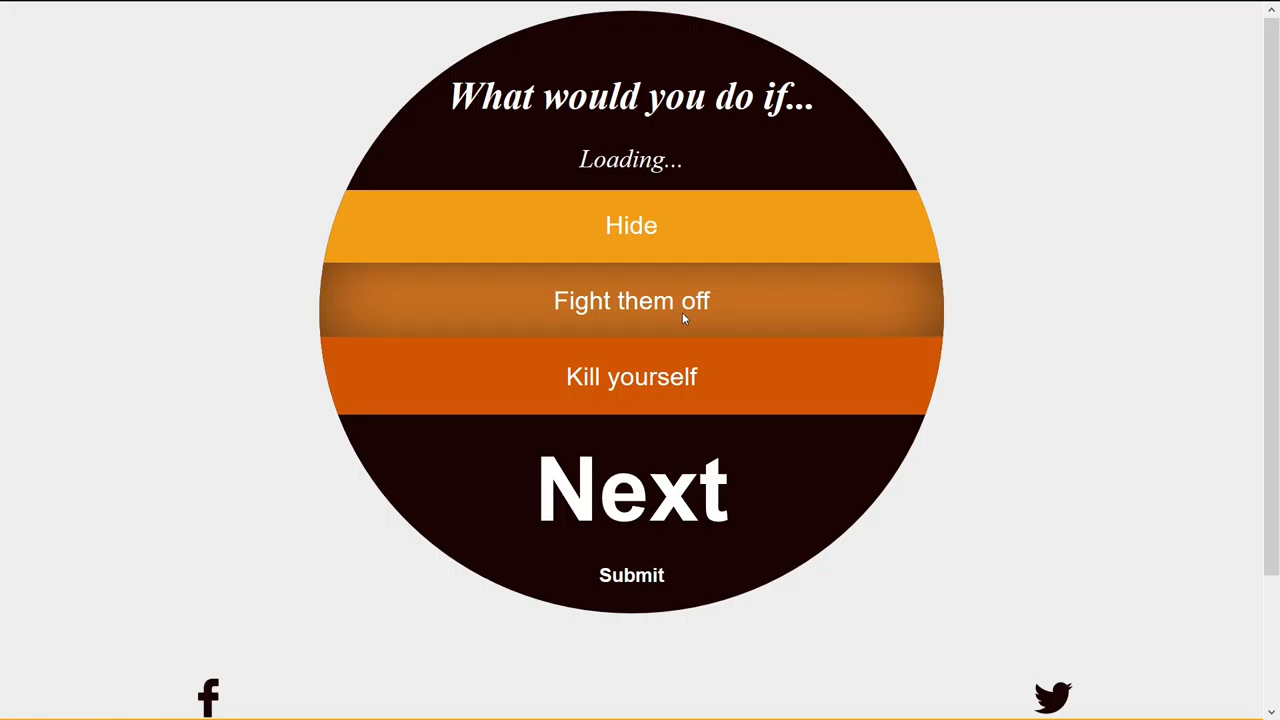 What would you do if...
Loading...
Hide
Fight them off
Kill yourself
Next
Submit